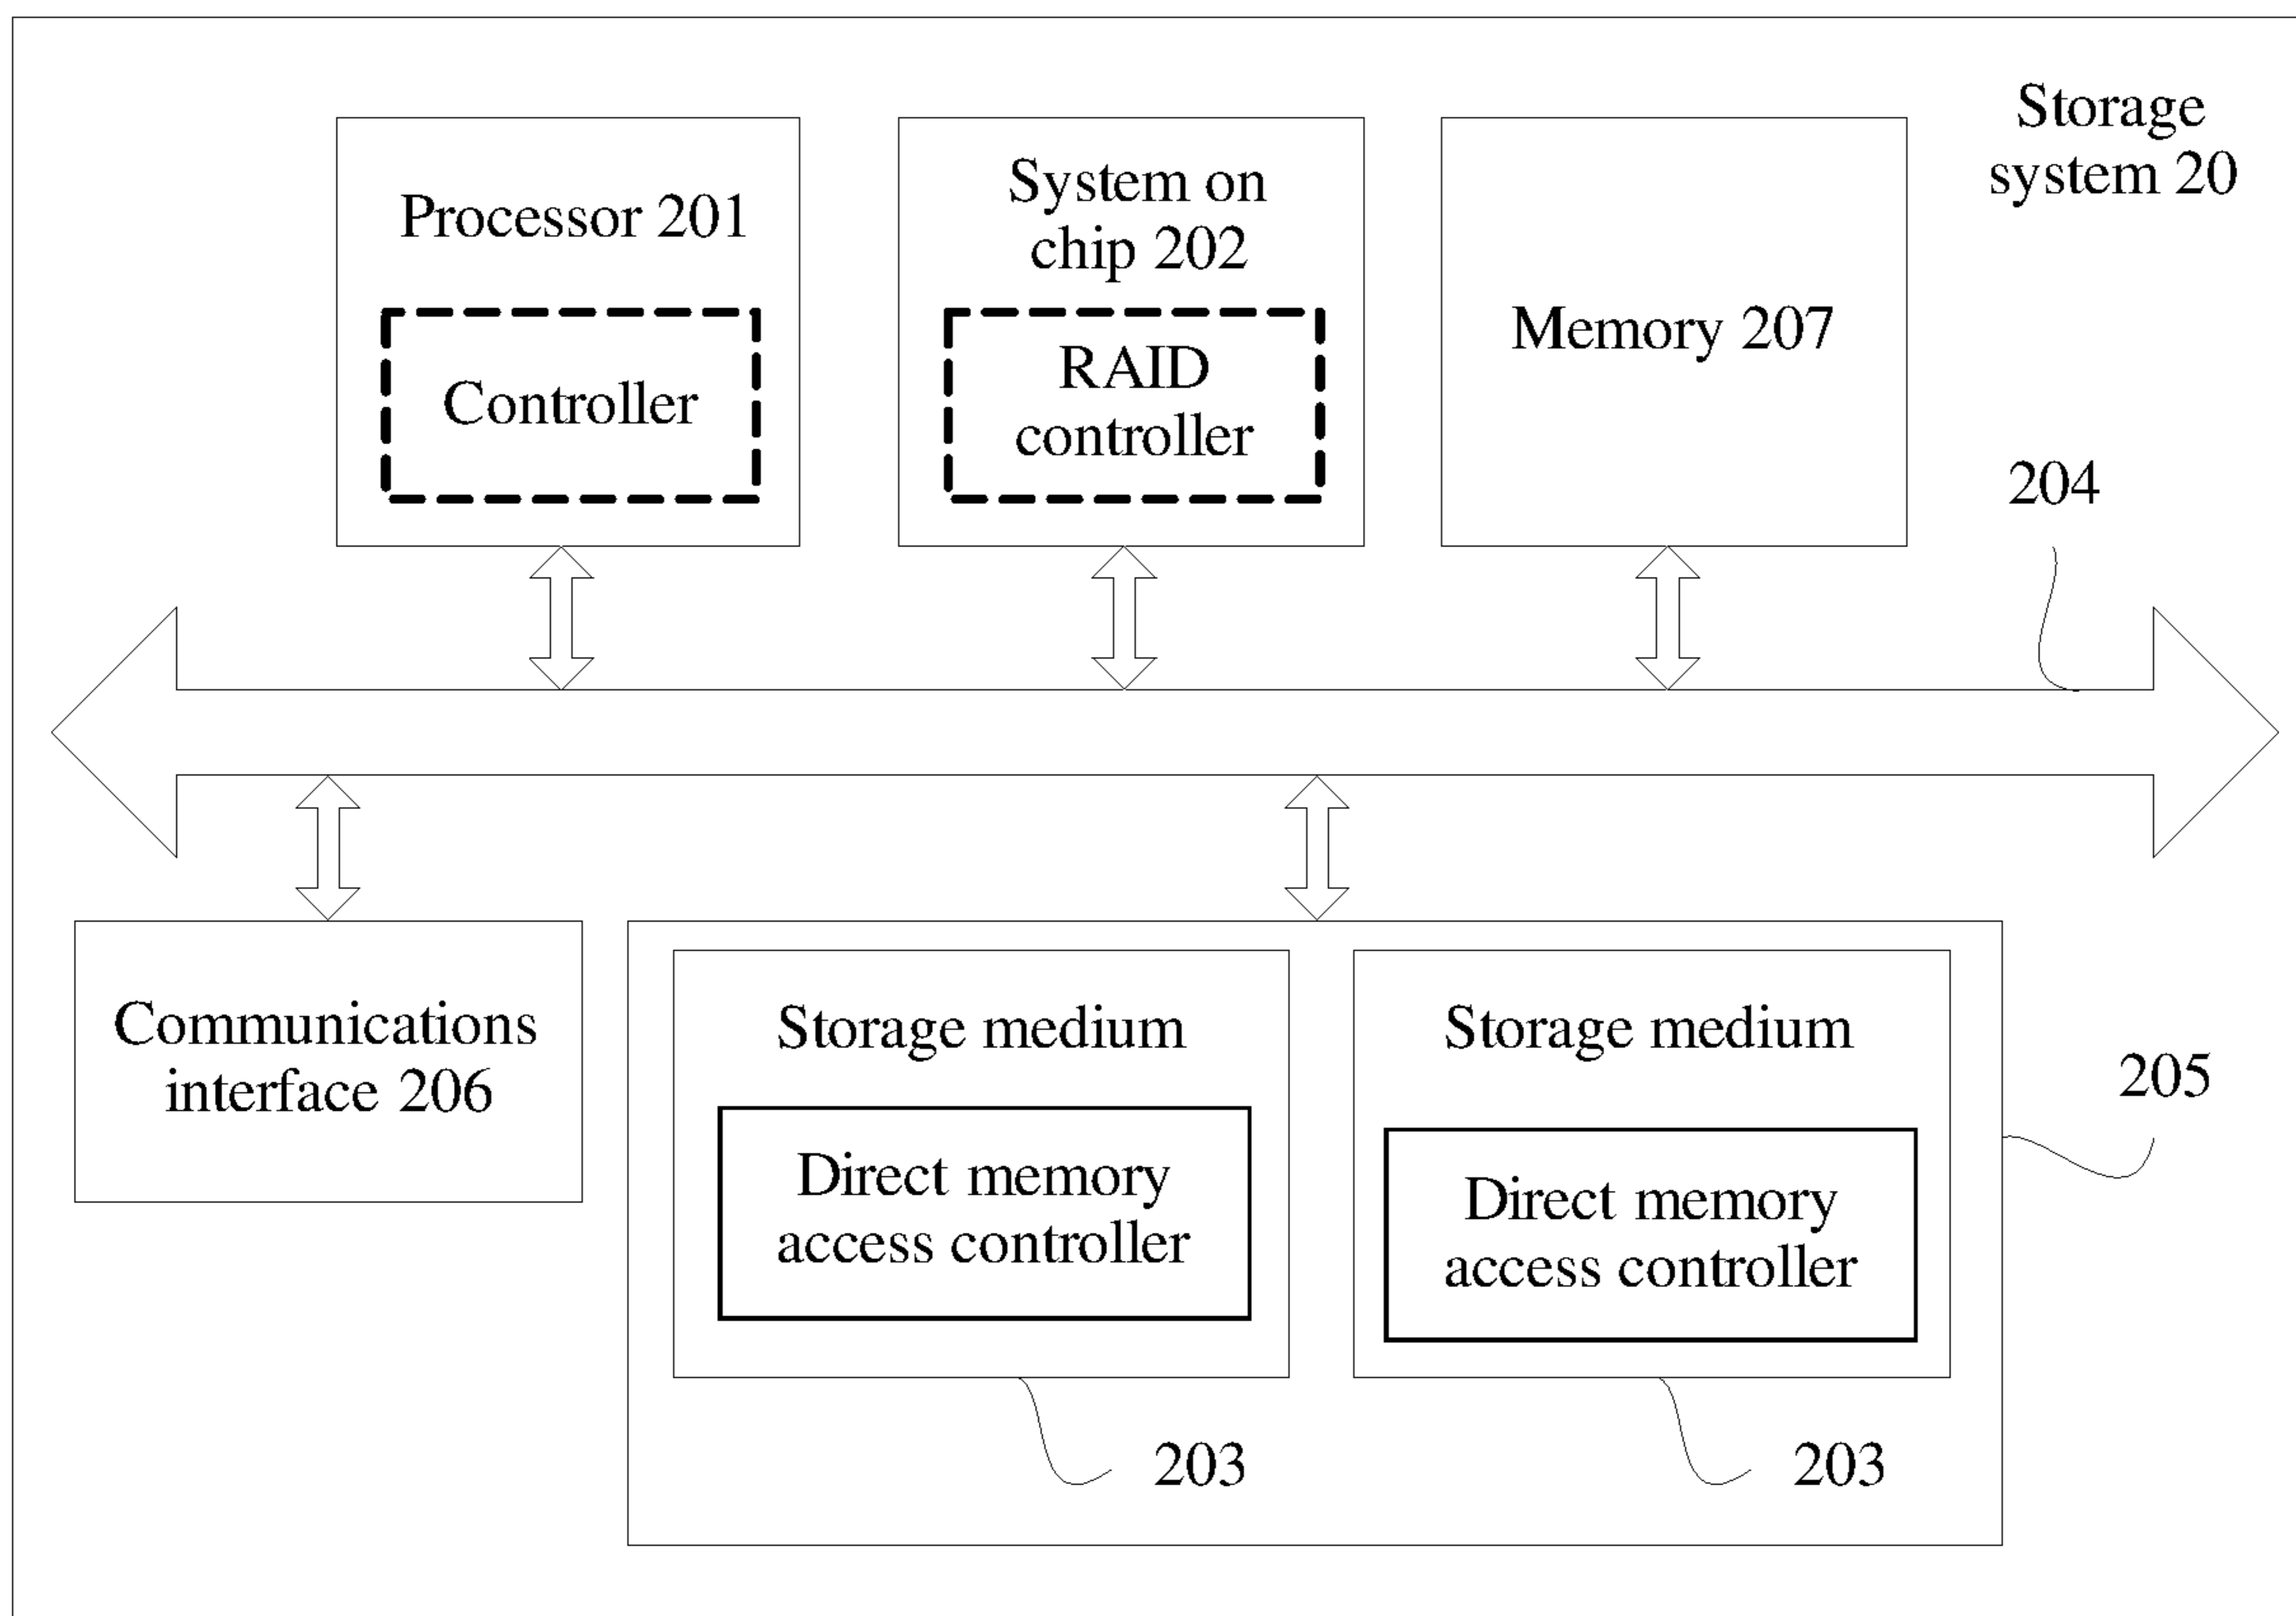 Storage
system 20
Processor 201
Controller
System on
chip 202
RAID
controller
Memory 207
204
Communications
interface 206
Storage medium
Direct memory
access controller
203
Storage medium
Direct memory
access controller
203
205